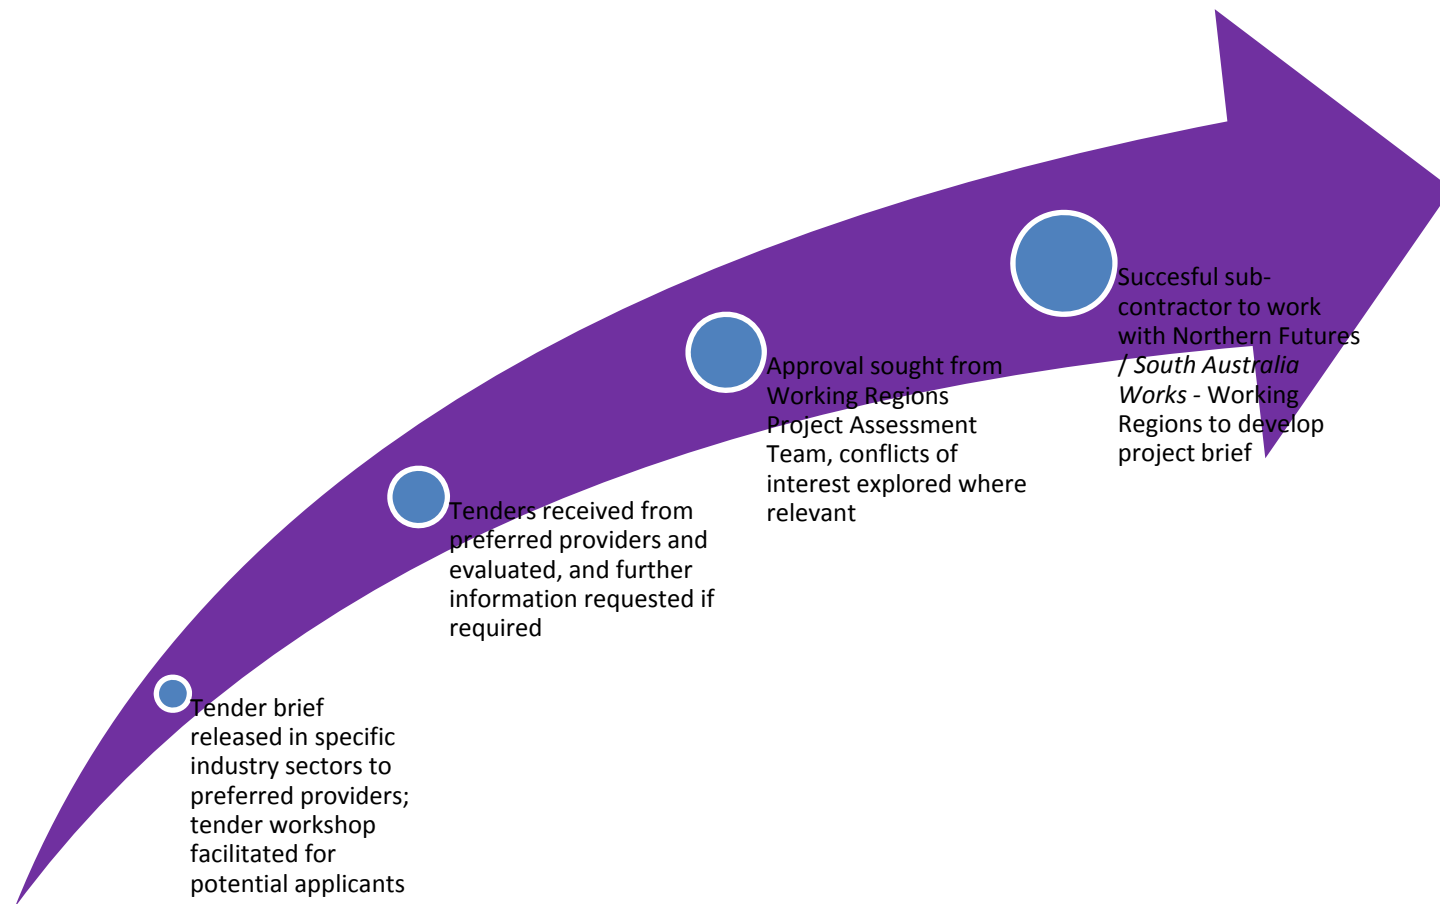 Tender brief
released in specific
industry sectors to
preferred providers;
tender workshop
facilitated for
potential applicants
Tenders received from
preferred providers and
evaluated, and further
information requested if
required
Approval sought from
Working Regions
Project Assessment
Team, conflicts of
interest explored where
relevant
Succesful sub-
contractor to work
with Northern Futures
/ South Australia
Works - Working
Regions to develop
project brief